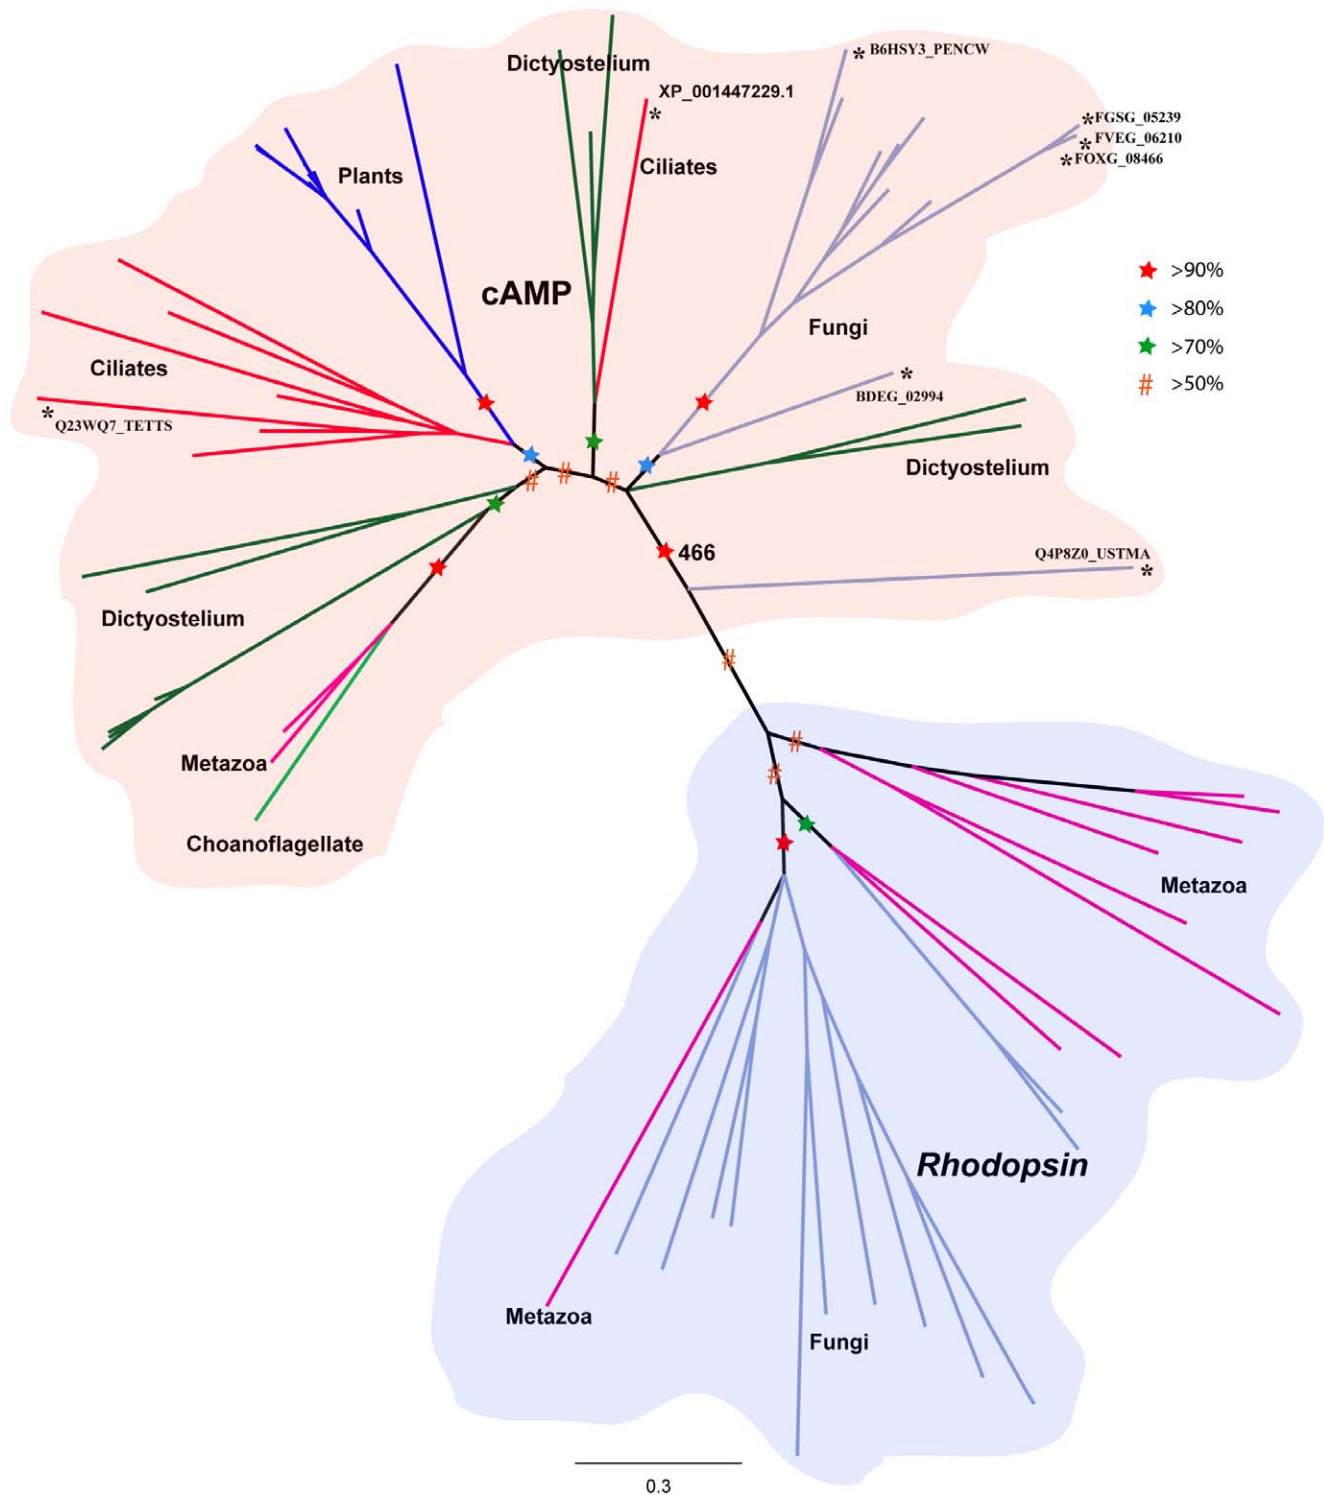 Dictyostelium
* B6HSY3_PENCW
XP_001447229.1
*
*FGSG_05239
* FVEG_06210
*FOXG_08466
Ciliates
Plants
>90%
cAMP
>80%
Fungi
>70%
Ciliates
>50%
*
BDEG_02994
*
Q23WQ7_TETTS
Dictyostelium
# # #
466
Q4P8Z0_USTMA
*
Dictyostelium
#
#
Metazoa
#
Choanoflagellate
Metazoa
Rhodopsin
Metazoa
Fungi
0.3